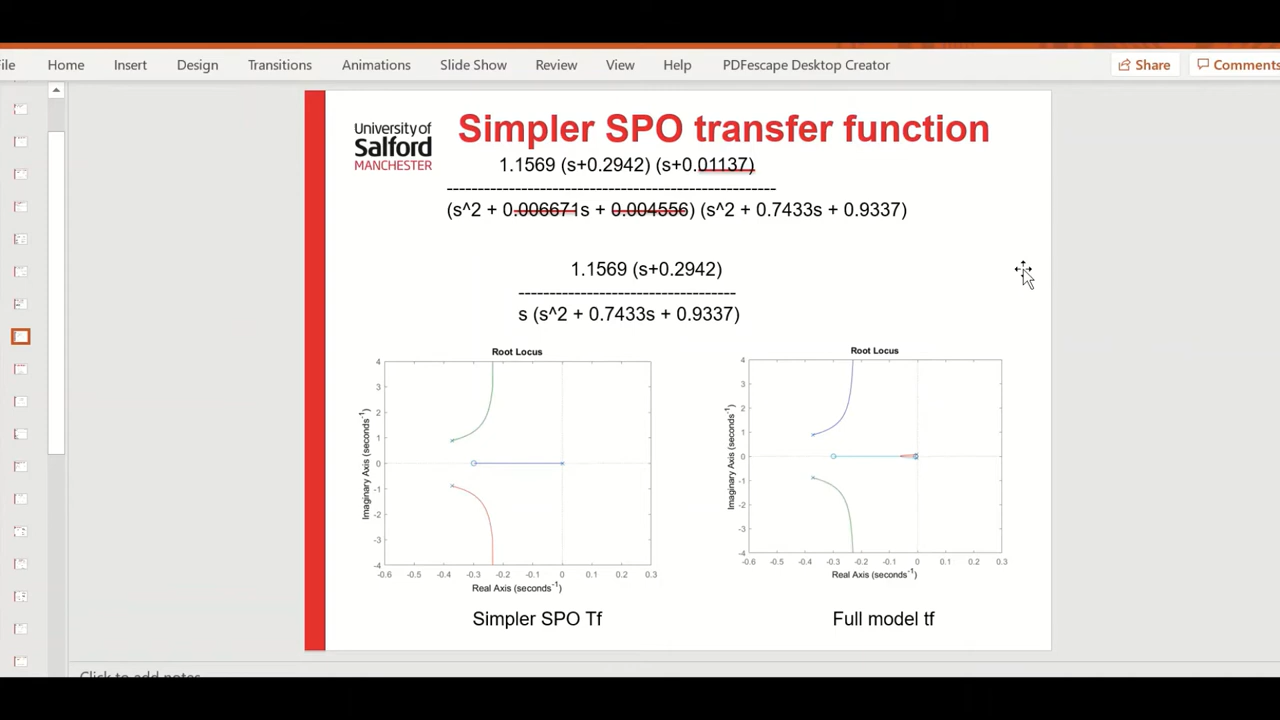 File Home Insert Design Transitions Animations Slide Show Review View Help PDFescape Desktop Creator Share Comments
University of
Salford
MANCHESTER
Simpler SPO transfer function
1.1569 (s+0.2942) (s+0.01137)
-----------------------------------------------------
(s^2 + 0.006671s + 0.004556) (s^2 + 0.7433s + 0.9337)
1.1569 (s+0.2942)
-----------------------------------
s (s^2 + 0.7433s + 0.9337)
Root Locus
4
3
2
1
0
-1
-2
-3
-4
Imaginary Axis (seconds-1)
-0.6 -0.5 -0.4 -0.3 -0.2 -0.1 0 0.1 0.2 0.3
Real Axis (seconds-1)
Simpler SPO Tf
Root Locus
4
3
2
1
0
-1
-2
-3
-4
Imaginary Axis (seconds-1)
-0.6 -0.5 -0.4 -0.3 -0.2 -0.1 0 0.1 0.2 0.3
Real Axis (seconds-1)
Full model tf
Click to add notes